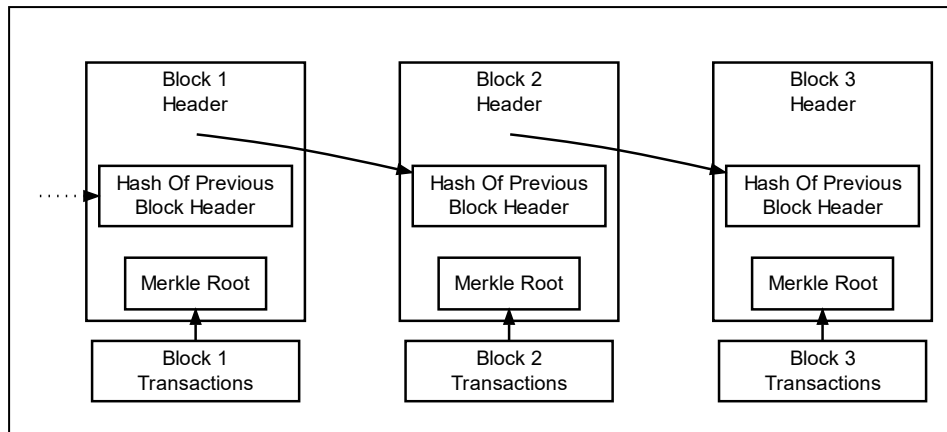 Block 1
Header
Hash Of Previous
Block Header
Merkle Root
Block 1
Transactions
Block 2
Header
Hash Of Previous
Block Header
Merkle Root
Block 2
Transactions
Block 3
Header
Hash Of Previous
Block Header
Merkle Root
Block 3
Transactions